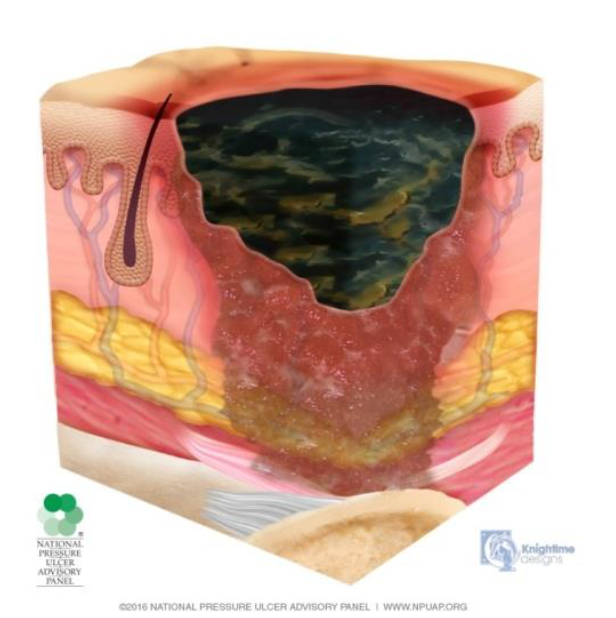 NATIONAL
PRESSURE
ULCER
ADVISORY
PANEL
®
Knightime
designs
©2016 NATIONAL PRESSURE ULCER ADVISORY PANEL | WWW.NPUAP.ORG